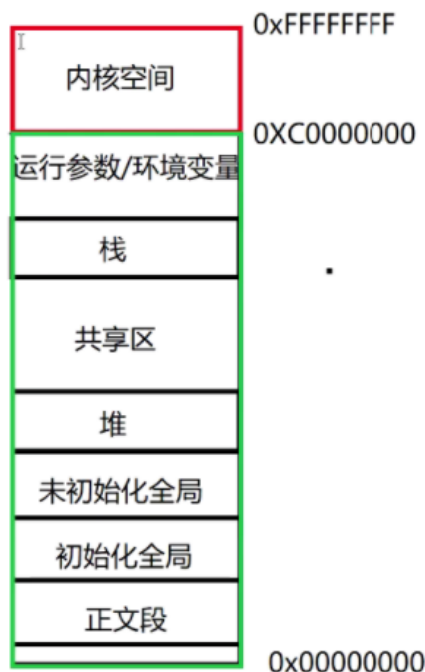 0xFFFFFFFF
内核空间
0XC0000000
运行参数/环境变量
栈
共享区
堆
未初始化全局
初始化全局
正文段
0x00000000